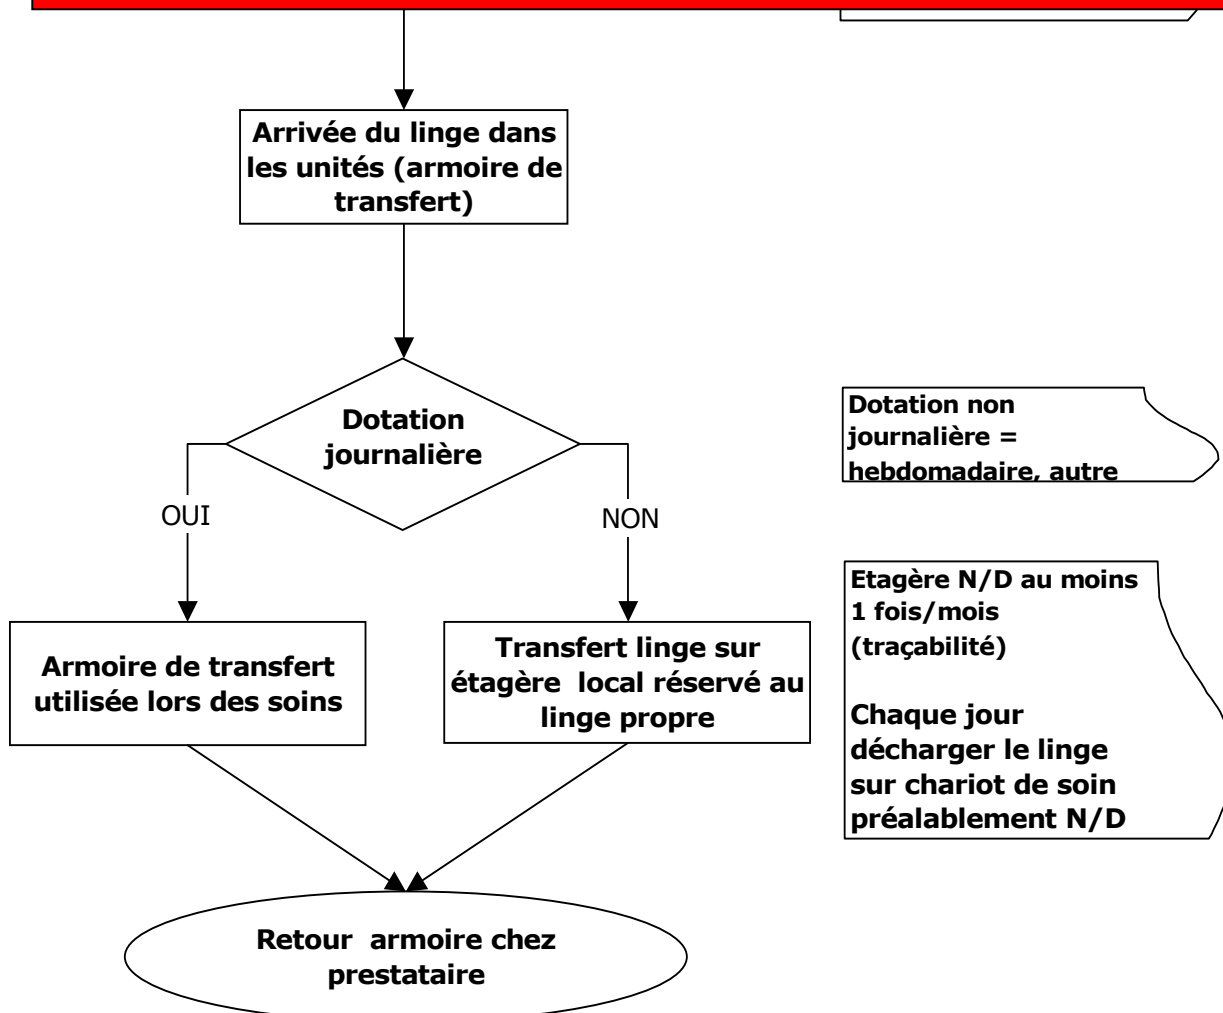 Arrivée du linge dans
les unités (armoire de
transfert)
Dotation
journalière
Dotation non
journalière =
hebdomadaire, autre
OUI
NON
Etagère N/D au moins
1 fois/mois
(traçabilité)
Chaque jour
décharger le linge
sur chariot de soin
préalablement N/D
Armoire de transfert
utilisée lors des soins
Transfert linge sur
étagère local réservé au
linge propre
Retour armoire chez
prestataire